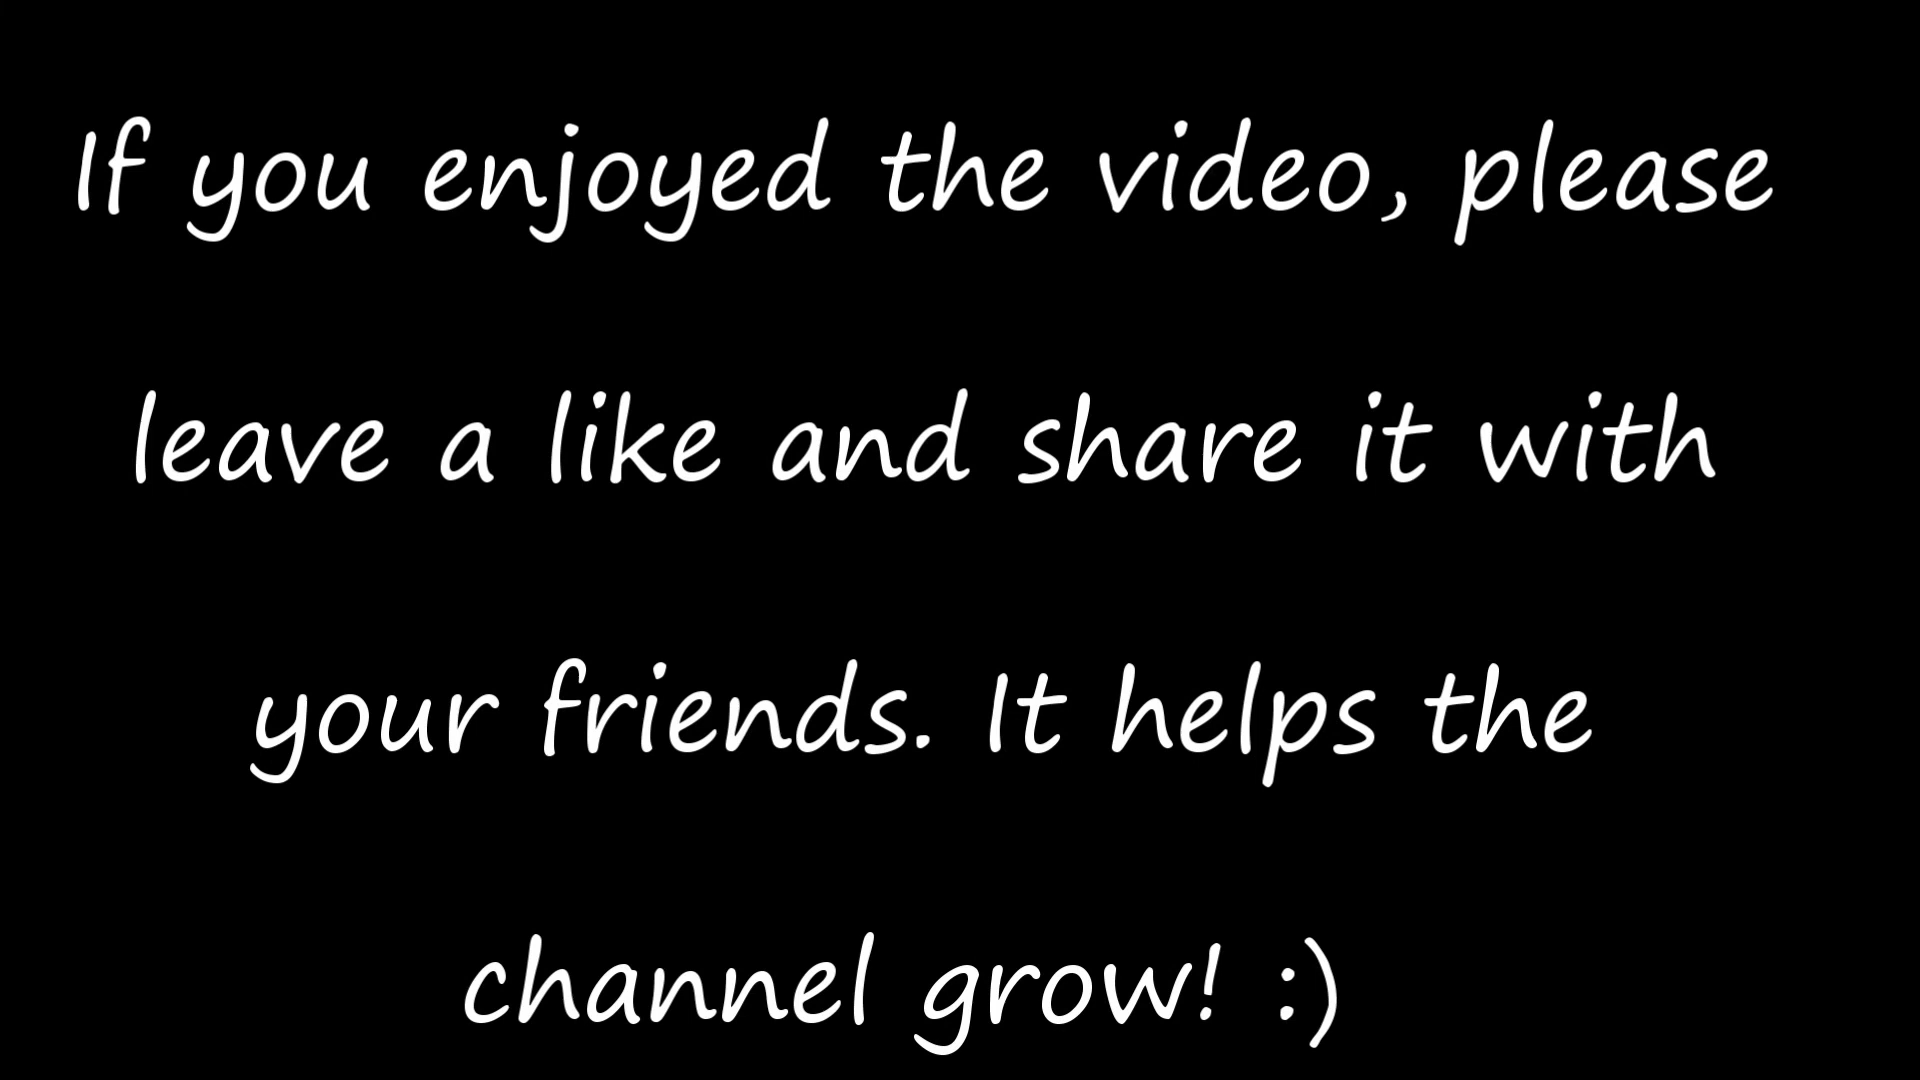 If you enjoyed the video, please
leave a like and share it with
your friends. It helps the
channel grow! :)